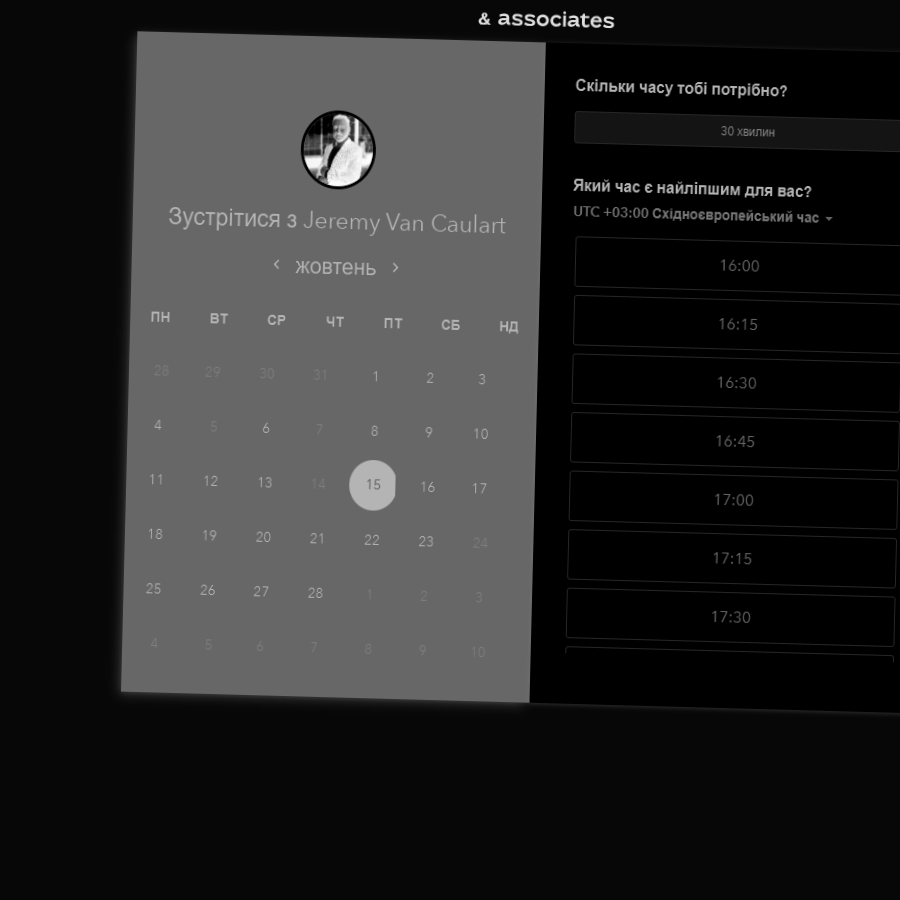 & associates
Зустрітися з Jeremy Van Caulart
‹ жовтень ›
ПН ВТ СР ЧТ ПТ СБ НД
28 29 30 31 1 2 3
4 5 6 7 8 9 10
11 12 13 14 15 16 17
18 19 20 21 22 23 24
25 26 27 28 1 2 3
4 5 6 7 8 9 10
Скільки часу тобі потрібно?
30 хвилин
Який час є найліпшим для вас?
UTC +03:00 Східноєвропейський час
16:00
16:15
16:30
16:45
17:00
17:15
17:30